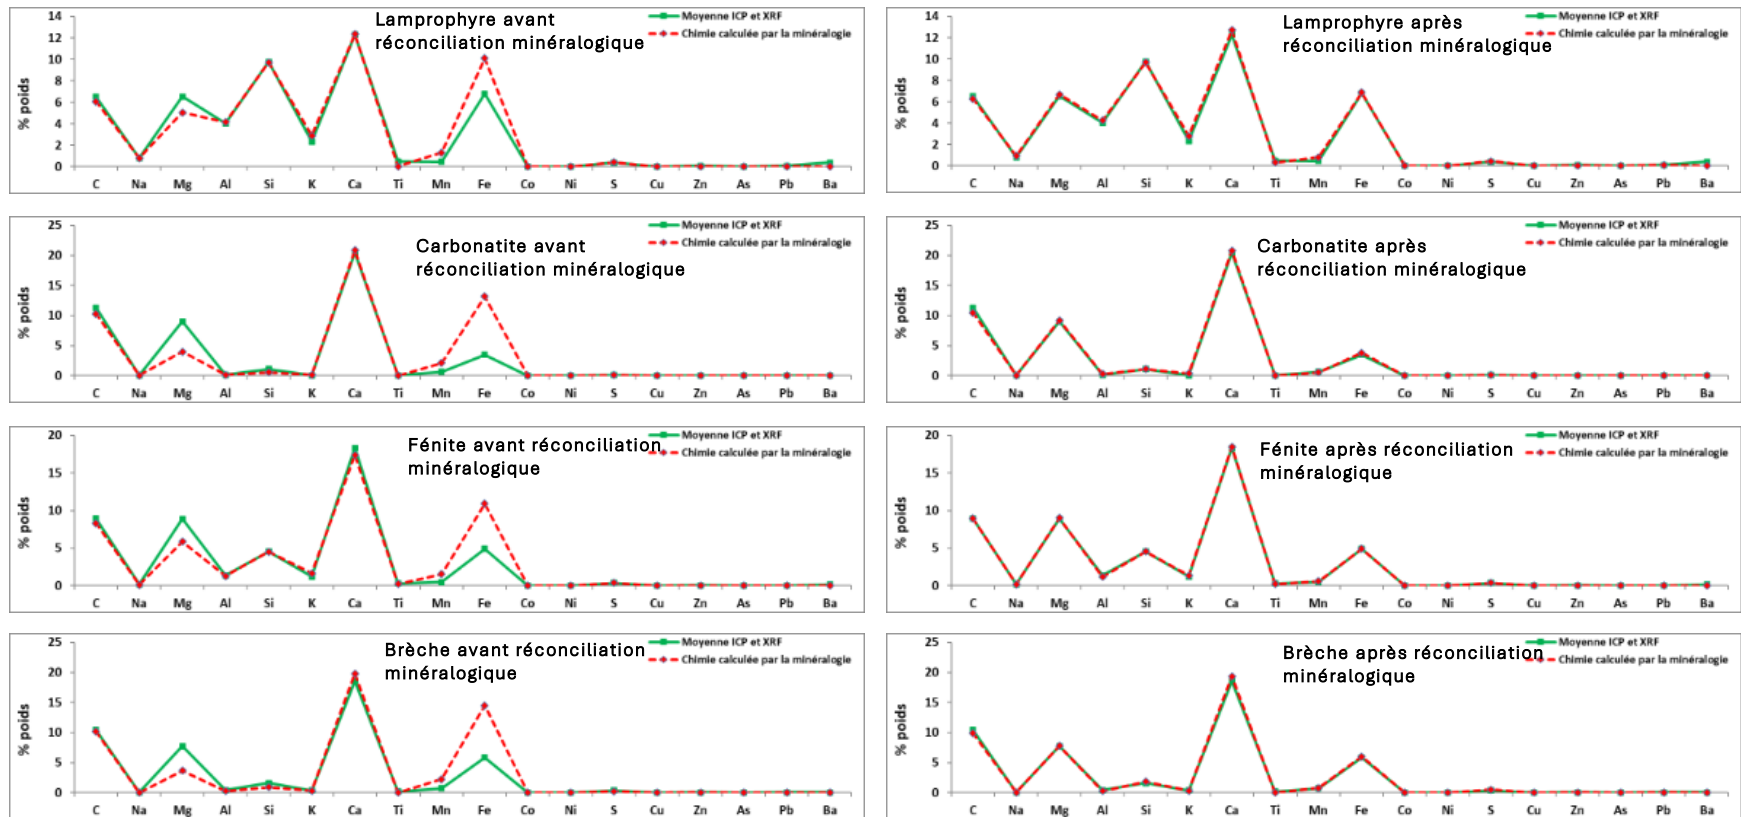 Lamprophyre avant
réconciliation minéralogique
Moyenne ICP et XRF
Chimie calculée par la minéralogie
% poids
14
12
10
8
6
4
2
0
C Na Mg Al Si K Ca Ti Mn Fe Co Ni S Cu Zn As Pb Ba
Lamprophyre après
réconciliation minéralogique
Moyenne ICP et XRF
Chimie calculée par la minéralogie
% poids
14
12
10
8
6
4
2
0
C Na Mg Al Si K Ca Ti Mn Fe Co Ni S Cu Zn As Pb Ba
Carbonatite avant
réconciliation minéralogique
Moyenne ICP et XRF
Chimie calculée par la minéralogie
% poids
25
20
15
10
5
0
C Na Mg Al Si K Ca Ti Mn Fe Co Ni S Cu Zn As Pb Ba
Carbonatite après
réconciliation minéralogique
Moyenne ICP et XRF
Chimie calculée par la minéralogie
% poids
25
20
15
10
5
0
C Na Mg Al Si K Ca Ti Mn Fe Co Ni S Cu Zn As Pb Ba
Fénite avant réconciliation
minéralogique
Moyenne ICP et XRF
Chimie calculée par la minéralogie
% poids
20
15
10
5
0
C Na Mg Al Si K Ca Ti Mn Fe Co Ni S Cu Zn As Pb Ba
Fénite après réconciliation
minéralogique
Moyenne ICP et XRF
Chimie calculée par la minéralogie
% poids
20
15
10
5
0
C Na Mg Al Si K Ca Ti Mn Fe Co Ni S Cu Zn As Pb Ba
Brèche avant réconciliation
minéralogique
Moyenne ICP et XRF
Chimie calculée par la minéralogie
% poids
25
20
15
10
5
0
C Na Mg Al Si K Ca Ti Mn Fe Co Ni S Cu Zn As Pb Ba
Brèche après réconciliation
minéralogique
Moyenne ICP et XRF
Chimie calculée par la minéralogie
% poids
25
20
15
10
5
0
C Na Mg Al Si K Ca Ti Mn Fe Co Ni S Cu Zn As Pb Ba